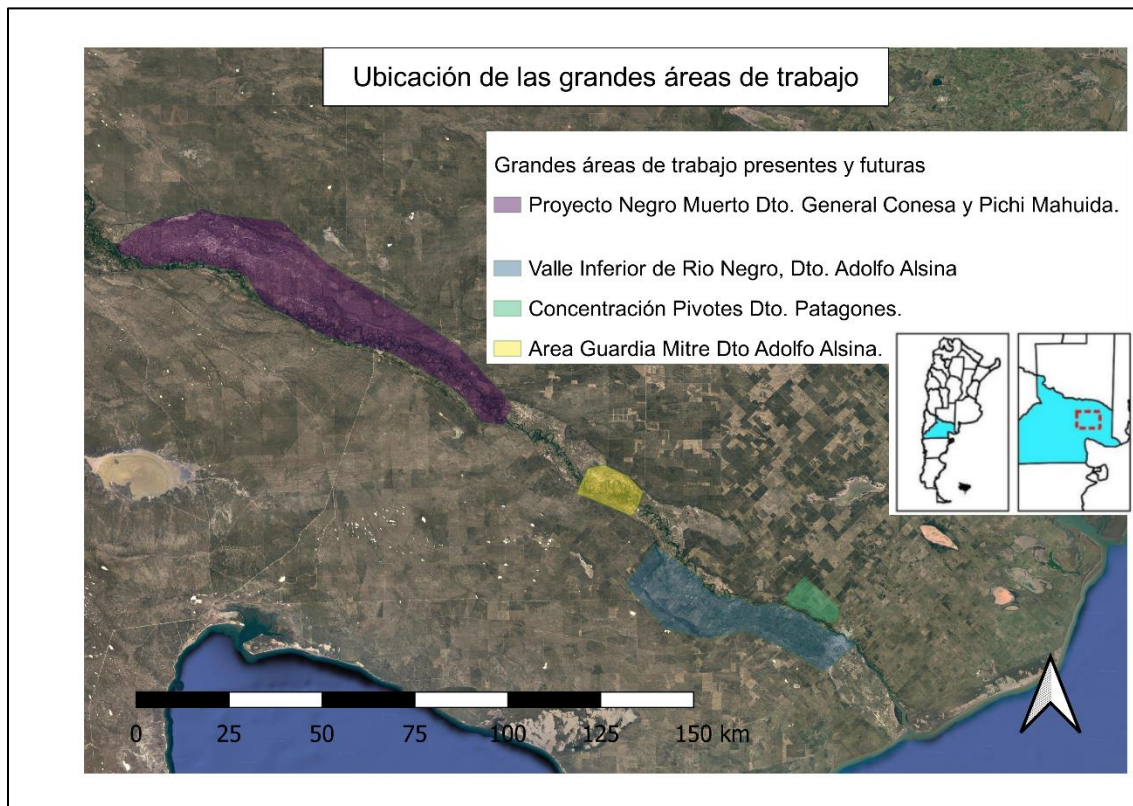 Ubicación de las grandes áreas de trabajo
Grandes áreas de trabajo presentes y futuras
Proyecto Negro Muerto Dto. General Conesa y Pichi Mahuida.
Valle Inferior de Rio Negro, Dto. Adolfo Alsina
Concentración Pivotes Dto. Patagones.
Area Guardia Mitre Dto Adolfo Alsina.
0 25 50 75 100 125 150 km